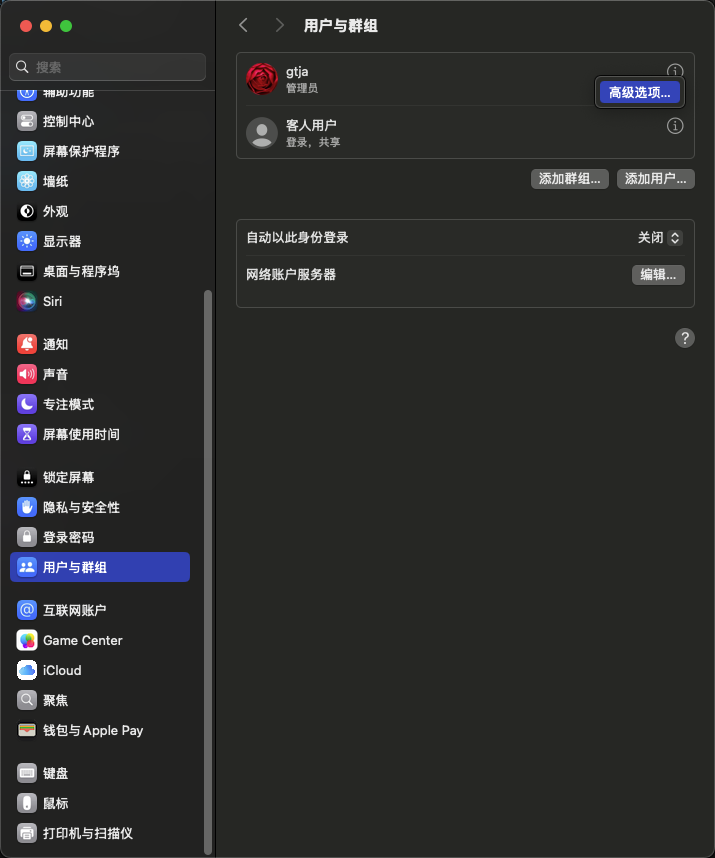 搜索
辅助功能
控制中心
屏幕保护程序
墙纸
外观
显示器
桌面与程序坞
Siri
通知
声音
专注模式
屏幕使用时间
锁定屏幕
隐私与安全性
登录密码
用户与群组
互联网账户
Game Center
iCloud
聚焦
钱包与 Apple Pay
键盘
鼠标
打印机与扫描仪
用户与群组
gtja
管理员
高级选项...
客人用户
登录，共享
添加群组... 添加用户...
自动以此身份登录 关闭
网络账户服务器 编辑...
?